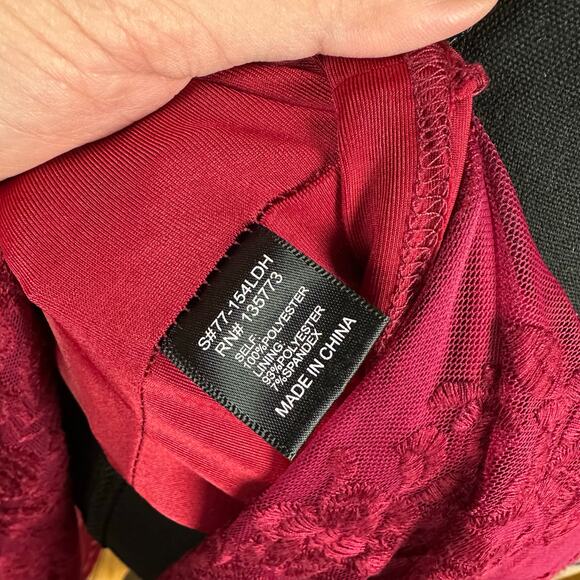 S#77-154LDH
RN# 135773
SELF:
100%POLYESTER
LINING:
93%POLYESTER
7%SPANDEX
MADE IN CHINA